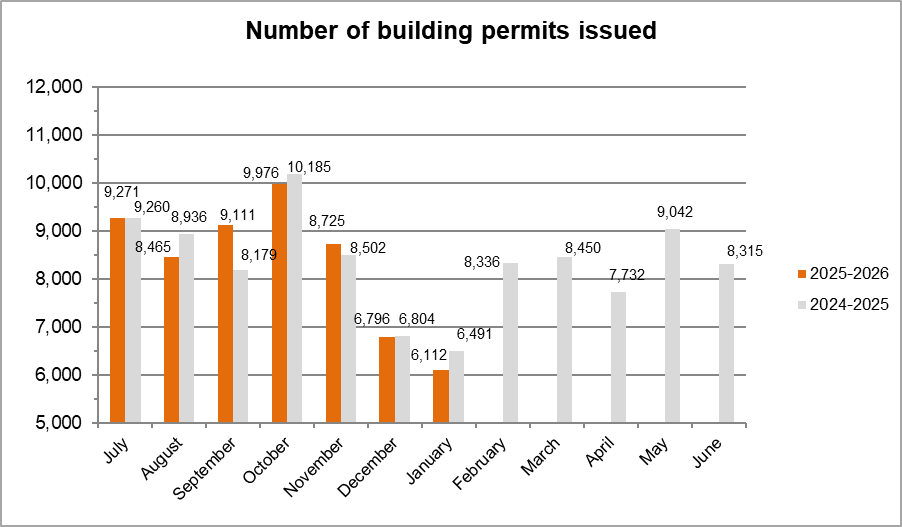 Number of building permits issued
12,000
11,000
10,000
9,000
8,000
7,000
6,000
5,000
9,271
9,260
8,465
8,936
9,111
8,179
9,976
10,185
8,725
8,502
6,796
6,804
6,112
6,491
8,336
8,450
7,732
9,042
8,315
July
August
September
October
November
December
January
February
March
April
May
June
2025-2026
2024-2025